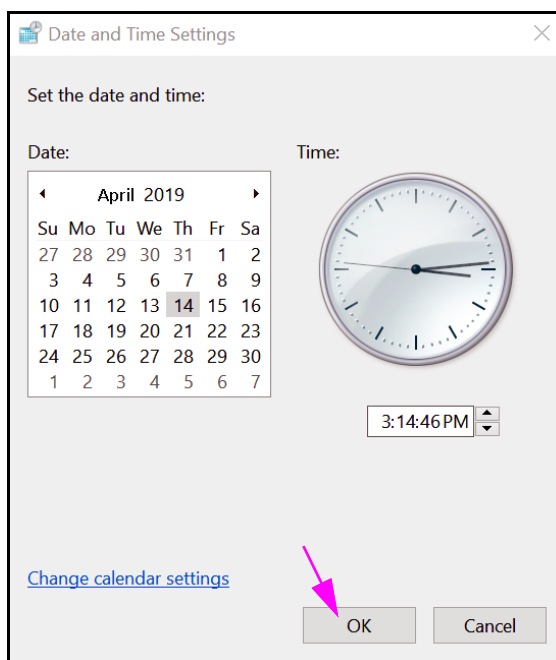 Date and Time Settings
Set the date and time:
Date:
Time:
April 2019
Su Mo Tu We Th Fr Sa
27 28 29 30 31 1 2
3 4 5 6 7 8 9
10 11 12 13 14 15 16
17 18 19 20 21 22 23
24 25 26 27 28 29 30
1 2 3 4 5 6 7
3:14:46 PM
Change calendar settings
OK Cancel